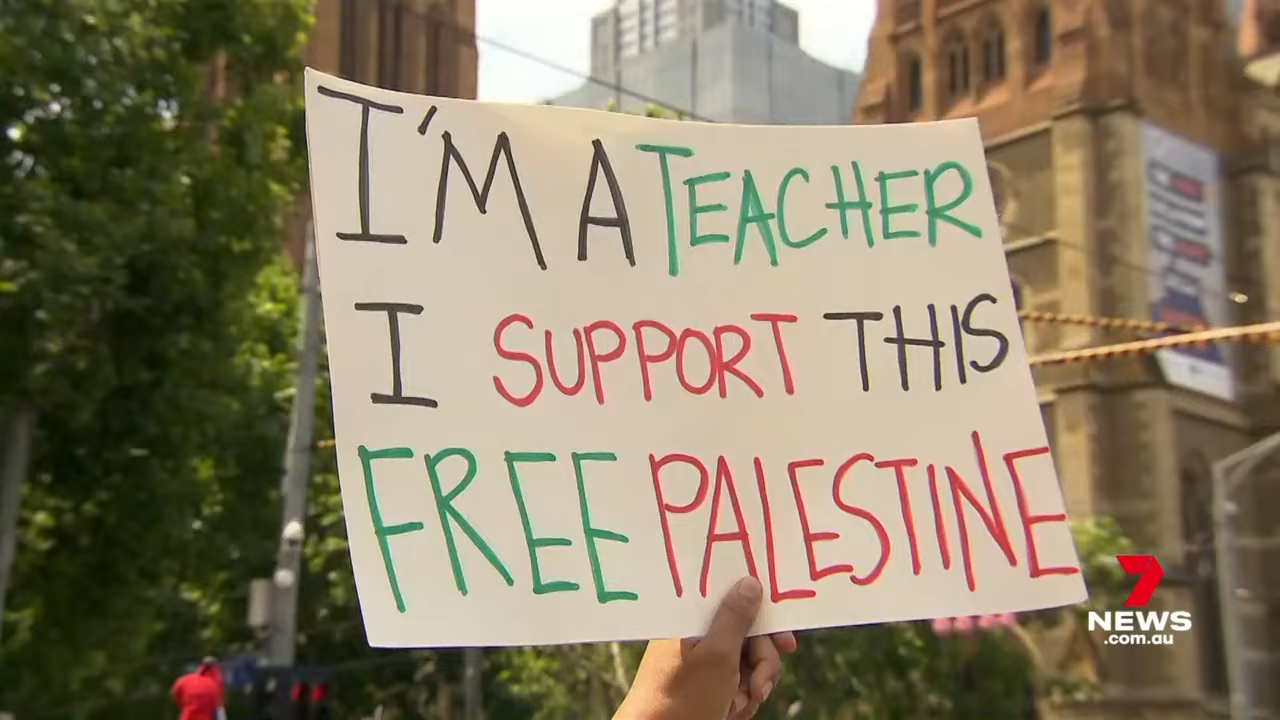 I'M A TEACHER
I SUPPORT THIS
FREE PALESTINE
7
NEWS
.com.au